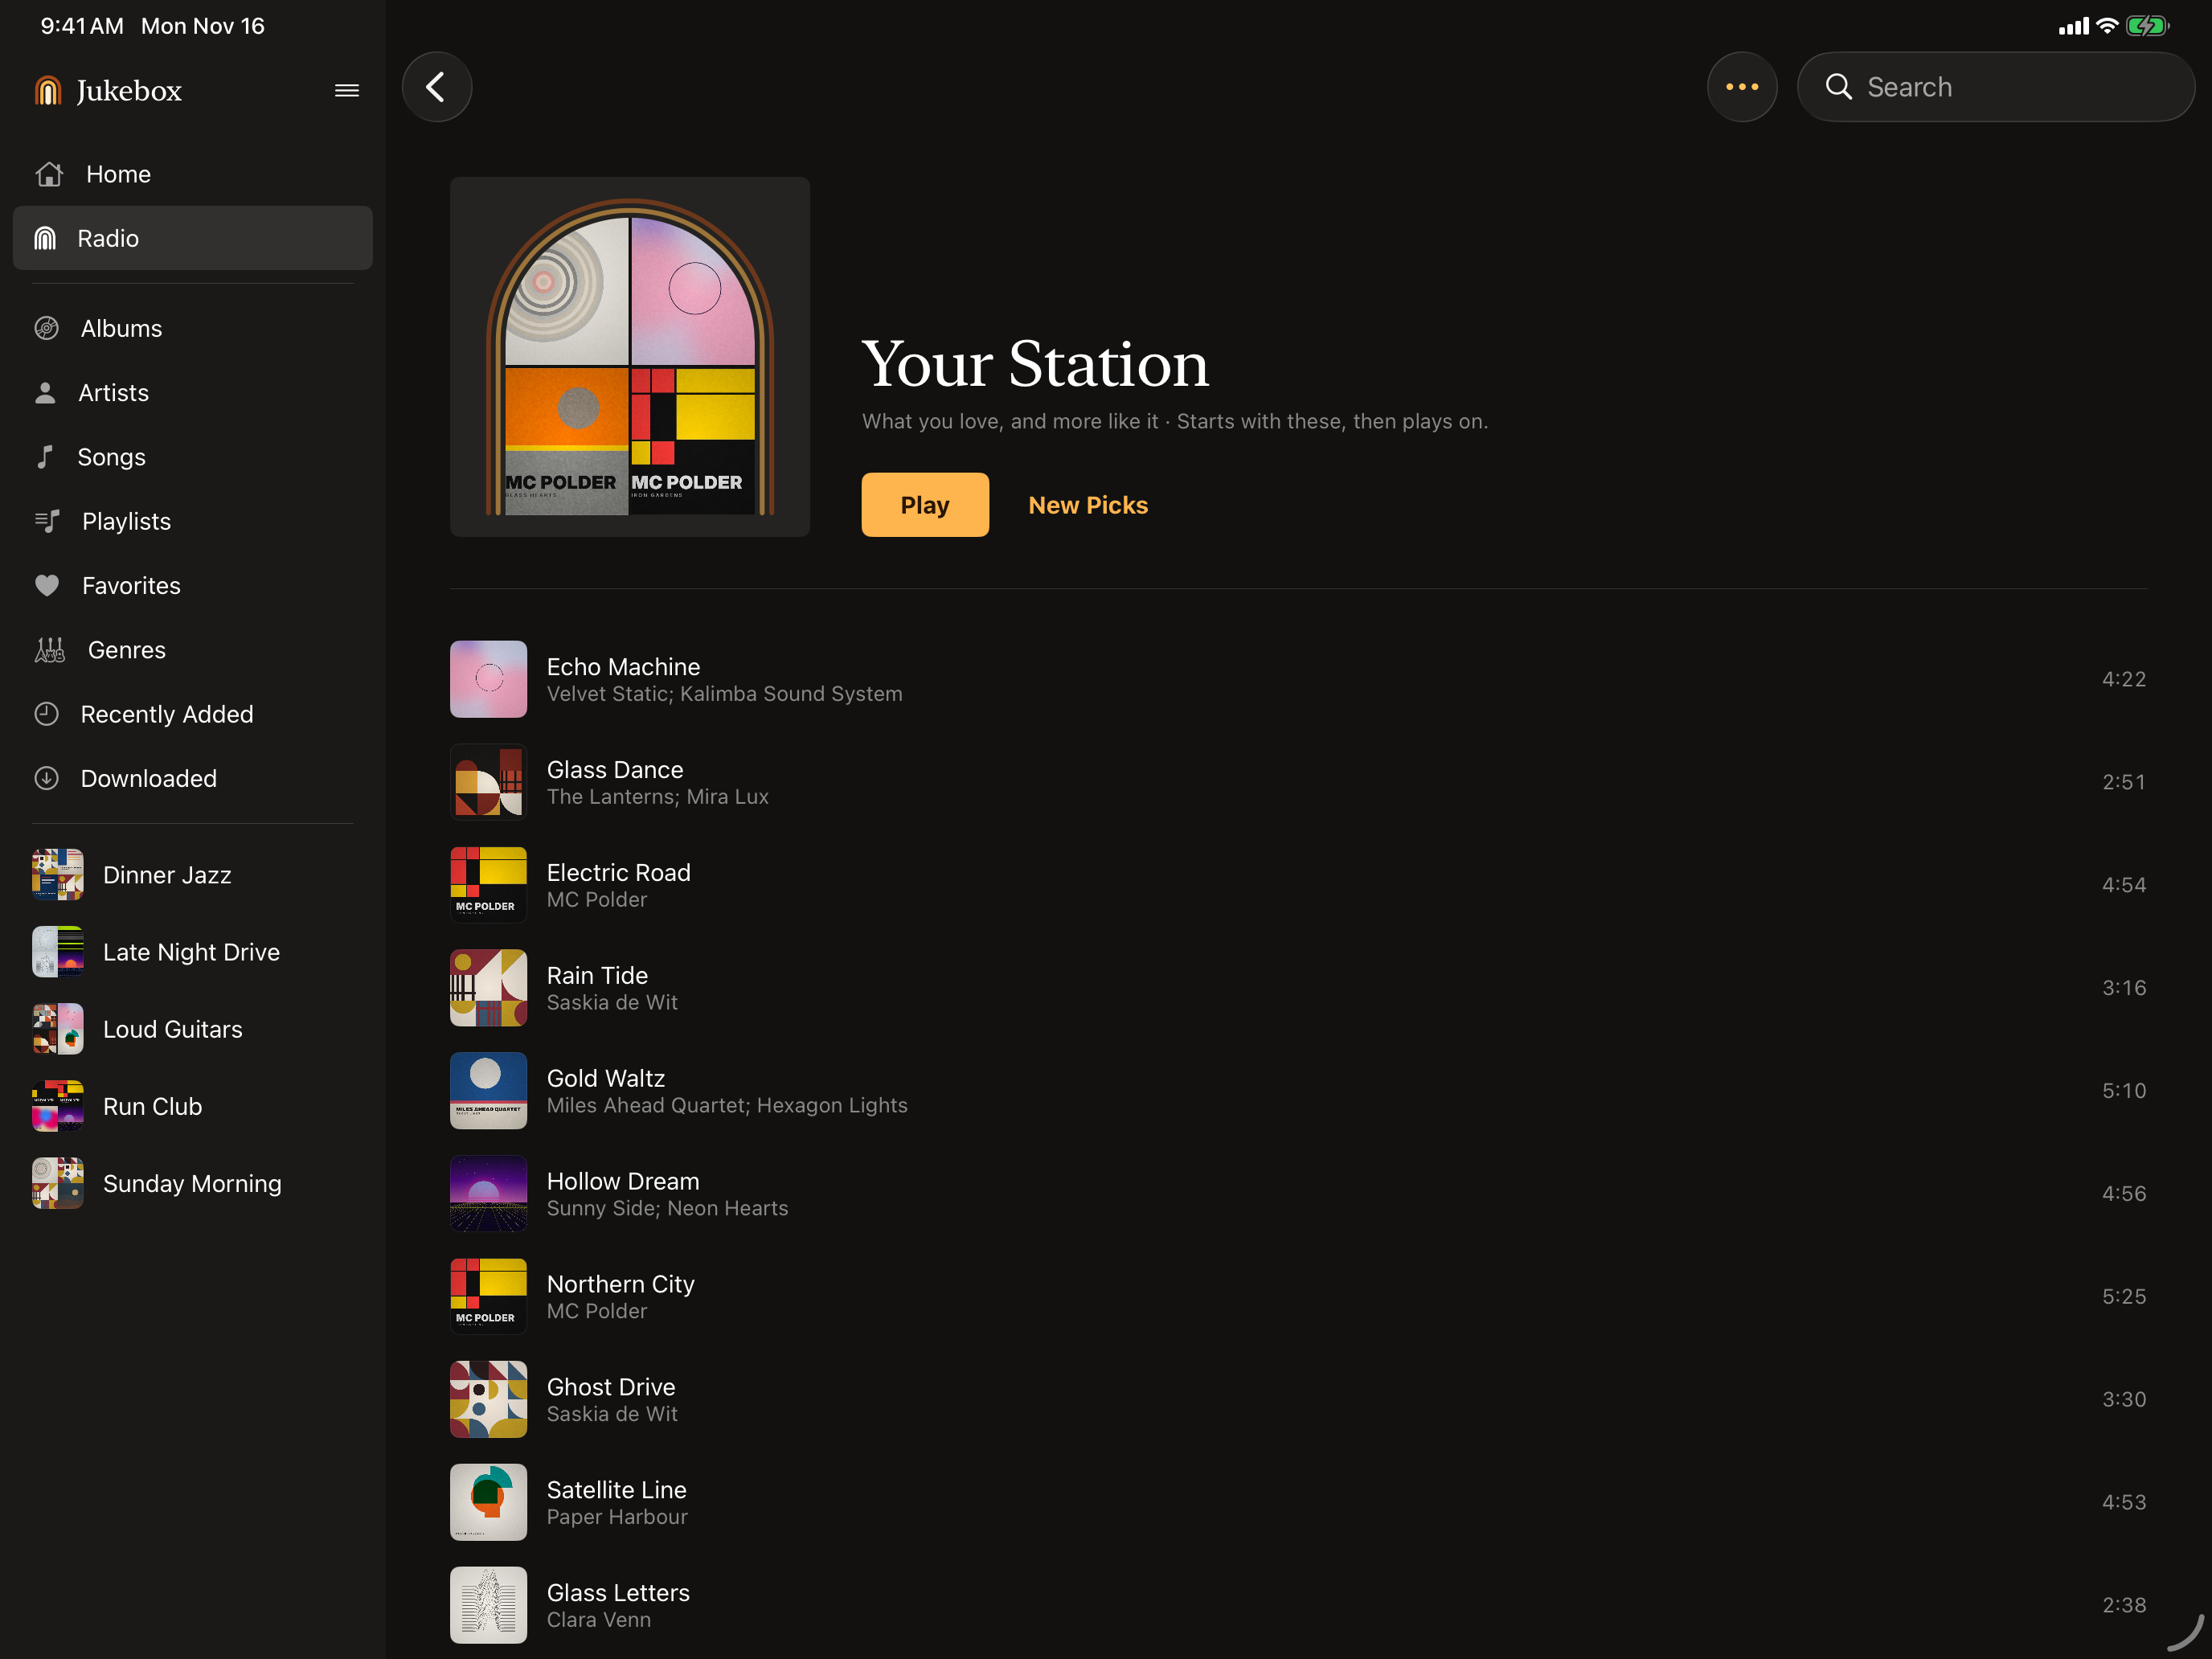 9:41 AM Mon Nov 16
Jukebox
Search
Home
Radio
Albums
Artists
Songs
Playlists
Favorites
Genres
Recently Added
Downloaded
Dinner Jazz
Late Night Drive
Loud Guitars
Run Club
Sunday Morning
MC POLDER
GLASS HEARTS
MC POLDER
IRON GARDENS
Your Station
What you love, and more like it · Starts with these, then plays on.
Play
New Picks
Echo Machine
Velvet Static; Kalimba Sound System
4:22
Glass Dance
The Lanterns; Mira Lux
2:51
MC POLDER
Electric Road
MC Polder
4:54
Rain Tide
Saskia de Wit
3:16
MILES AHEAD QUARTET
Gold Waltz
Miles Ahead Quartet; Hexagon Lights
5:10
Hollow Dream
Sunny Side; Neon Hearts
4:56
MC POLDER
Northern City
MC Polder
5:25
Ghost Drive
Saskia de Wit
3:30
Satellite Line
Paper Harbour
4:53
Glass Letters
Clara Venn
2:38